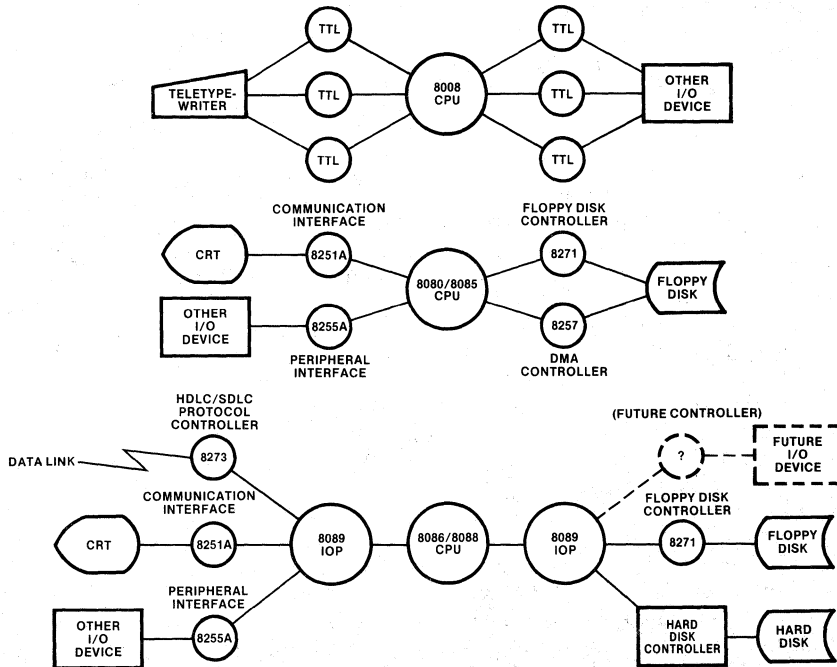 TTL
TTL
TELETYPE-
WRITER
TTL
8008
CPU
TTL
OTHER
I/O
DEVICE
TTL
TTL
COMMUNICATION
INTERFACE
FLOPPY DISK
CONTROLLER
CRT
8251A
8271
8080/8085
CPU
FLOPPY
DISK
OTHER
I/O
DEVICE
8255A
8257
PERIPHERAL
INTERFACE
DMA
CONTROLLER
HDLC/SDLC
PROTOCOL
CONTROLLER
(FUTURE CONTROLLER)
DATA LINK
8273
?
FUTURE
I/O
DEVICE
COMMUNICATION
INTERFACE
FLOPPY DISK
CONTROLLER
CRT
8251A
8089
IOP
8086/8088
CPU
8089
IOP
8271
FLOPPY
DISK
PERIPHERAL
INTERFACE
OTHER
I/O
DEVICE
8255A
HARD
DISK
CONTROLLER
HARD
DISK